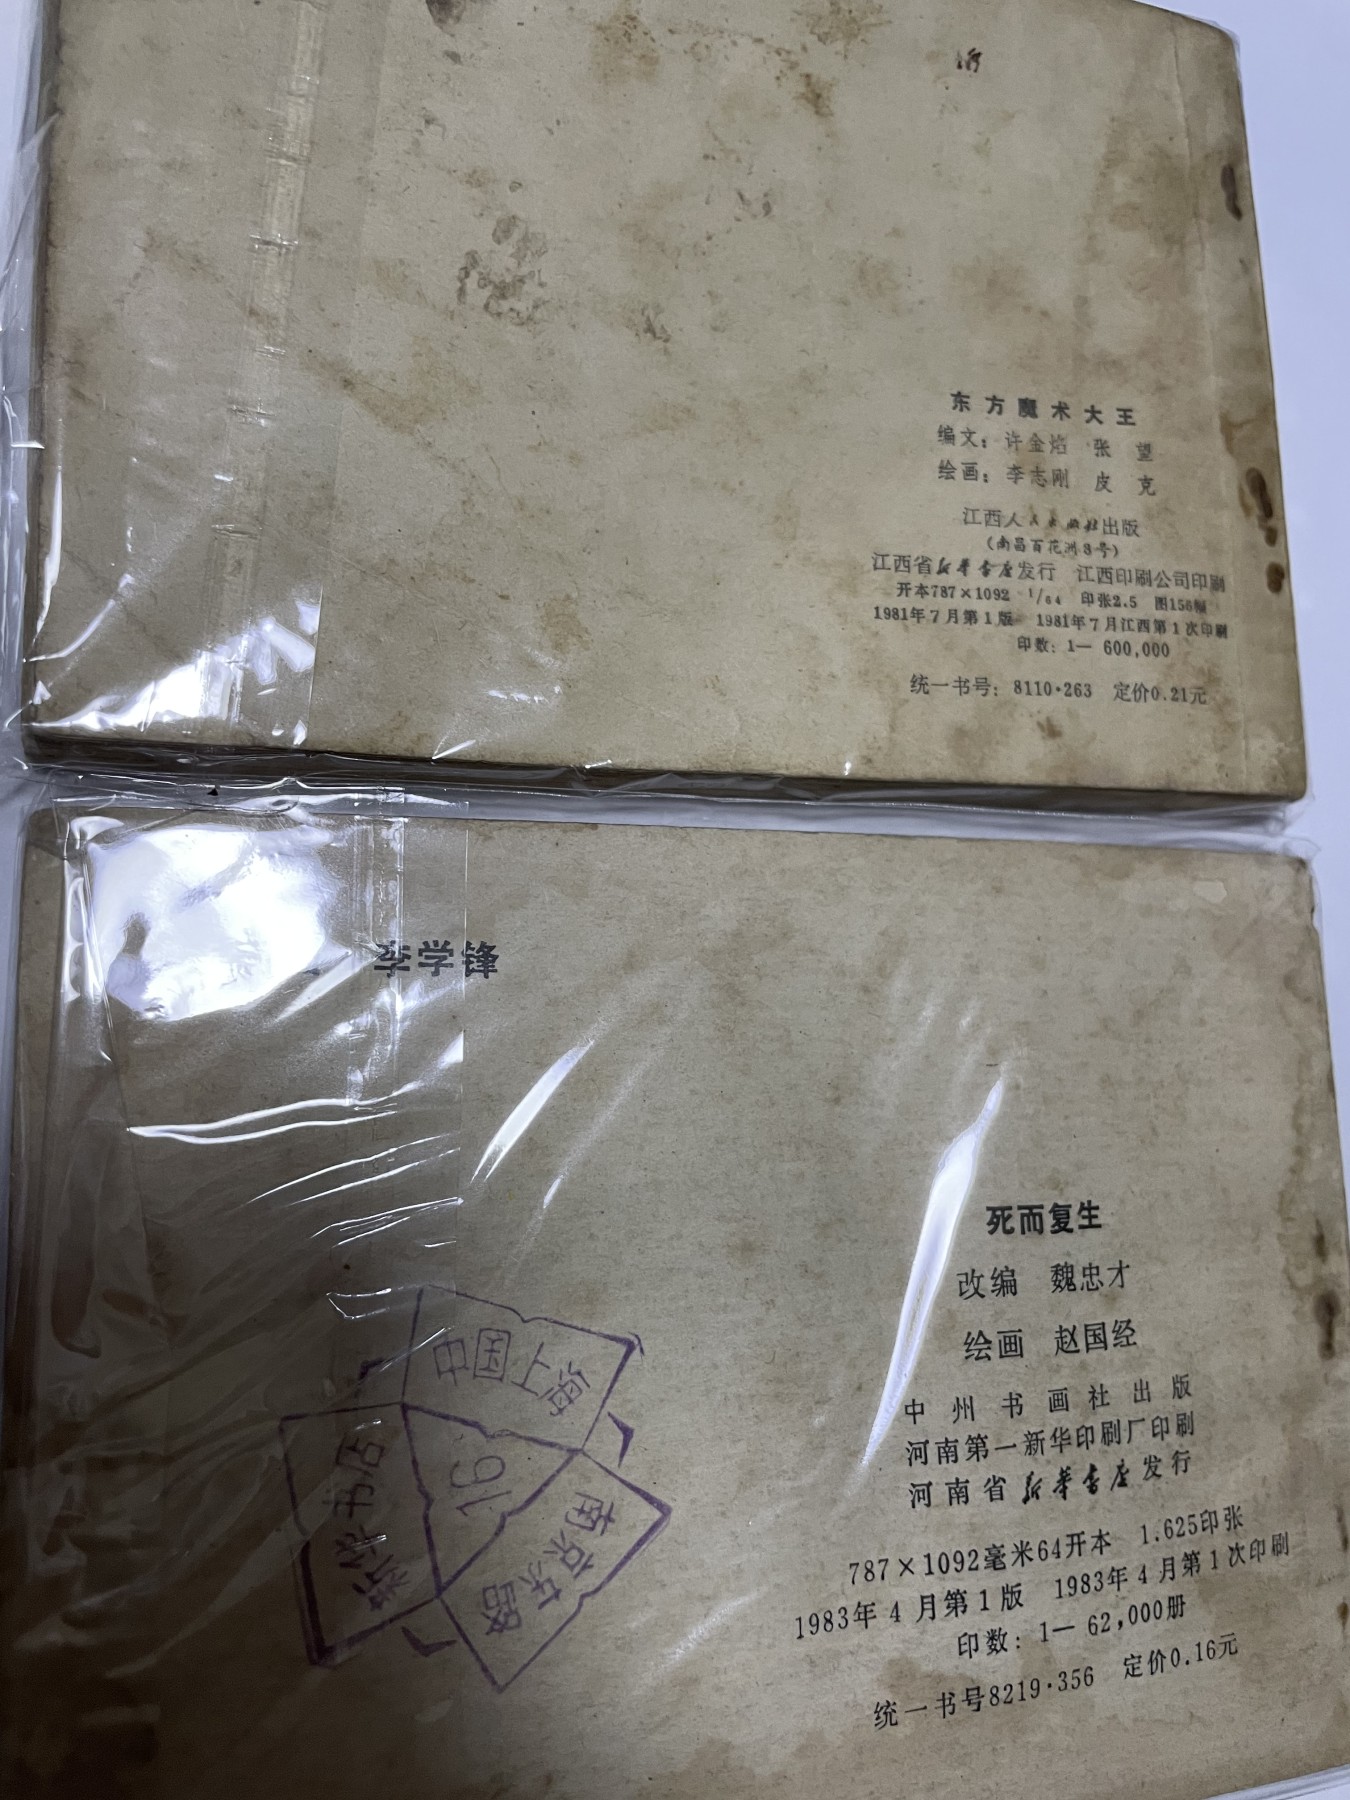 东方魔术大王
编文：许金焰 张 望
绘画：李志刚 皮 克
江西人民出版社出版
（南昌百花洲3号）
江西省新华书店发行 江西印刷公司印刷
开本787×1092 1/64 印张2.5 图156幅
1981年7月第1版 1981年7月江西第1次印刷
印数：1— 600,000
统一书号：8110·263 定价0.21元
李学锋
死而复生
改编 魏忠才
绘画 赵国经
中州书画社出版
河南第一新华印刷厂印刷
河南省新华书店发行
787×1092毫米64开本 1.625印张
1983年4月第1版 1983年4月第1次印刷
印数：1— 62,000册
统一书号8219·356 定价0.16元
中国上海
新华书店
16
南京东路